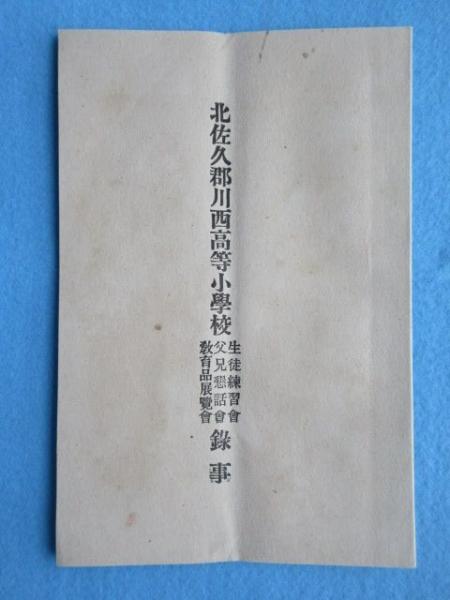 北佐久郡川西高等小學校
生徒練習會
父兄懇話會
敎育品展覽會
錄事